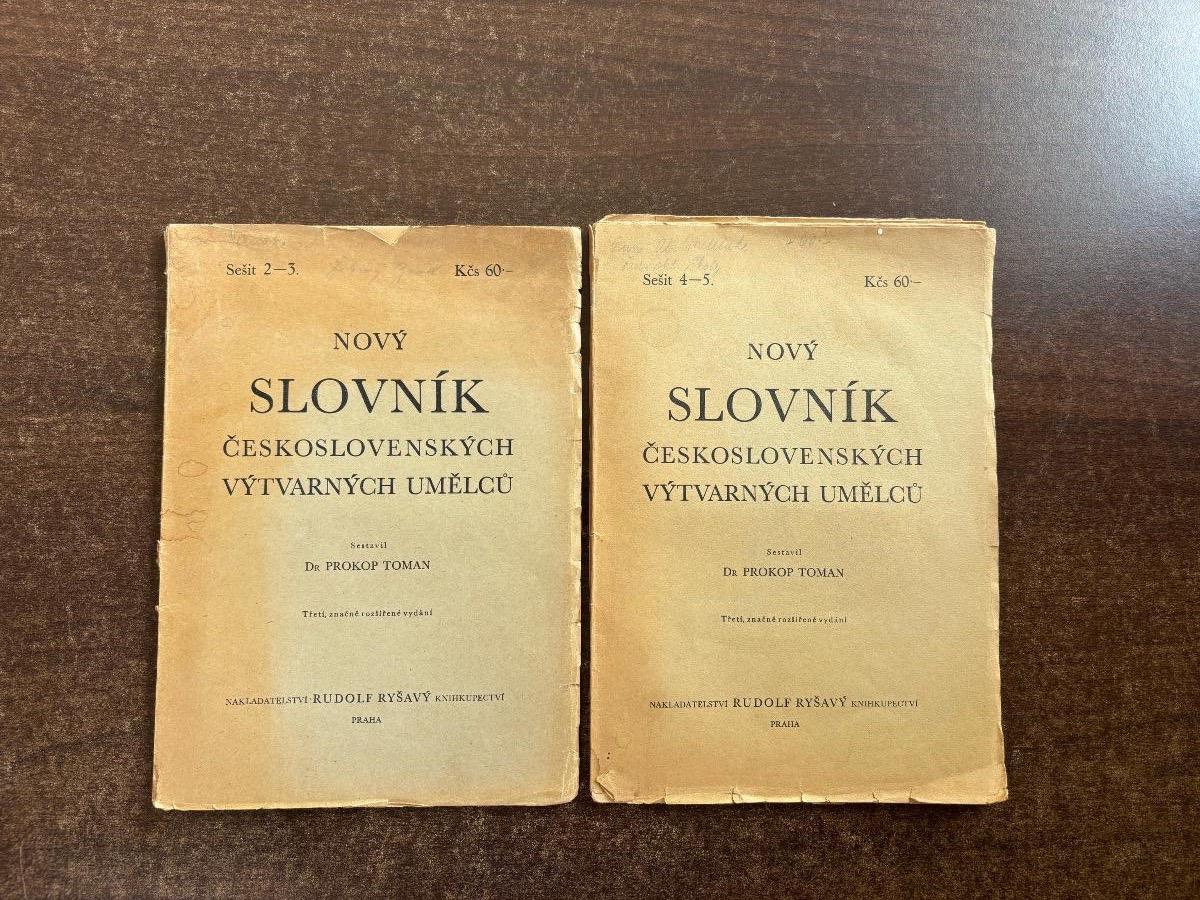 Sešit 2—3. Kčs 60·–
NOVÝ
SLOVNÍK
ČESKOSLOVENSKÝCH
VÝTVARNÝCH UMĚLCŮ
Sestavil
DR PROKOP TOMAN
Třetí, značně rozšířené vydání
NAKLADATELSTVÍ RUDOLF RYŠAVÝ KNIHKUPECTVÍ
PRAHA
Sešit 4—5. Kčs 60·–
NOVÝ
SLOVNÍK
ČESKOSLOVENSKÝCH
VÝTVARNÝCH UMĚLCŮ
Sestavil
DR PROKOP TOMAN
Třetí, značně rozšířené vydání
NAKLADATELSTVÍ RUDOLF RYŠAVÝ KNIHKUPECTVÍ
PRAHA